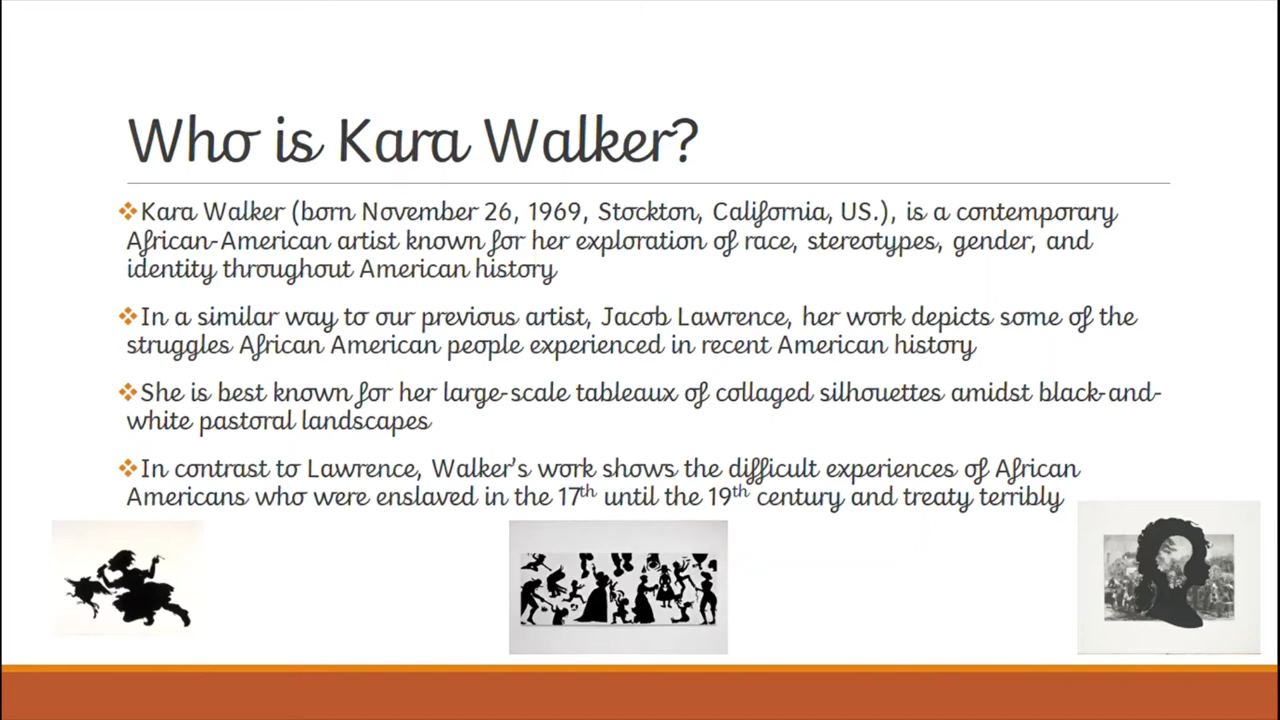 Who is Kara Walker?
❖Kara Walker (born November 26, 1969, Stockton, California, US.), is a contemporary
African-American artist known for her exploration of race, stereotypes, gender, and
identity throughout American history
❖In a similar way to our previous artist, Jacob Lawrence, her work depicts some of the
struggles African American people experienced in recent American history
❖She is best known for her large-scale tableaux of collaged silhouettes amidst black-and-
white pastoral landscapes
❖In contrast to Lawrence, Walker's work shows the difficult experiences of African
Americans who were enslaved in the 17th until the 19th century and treaty terribly